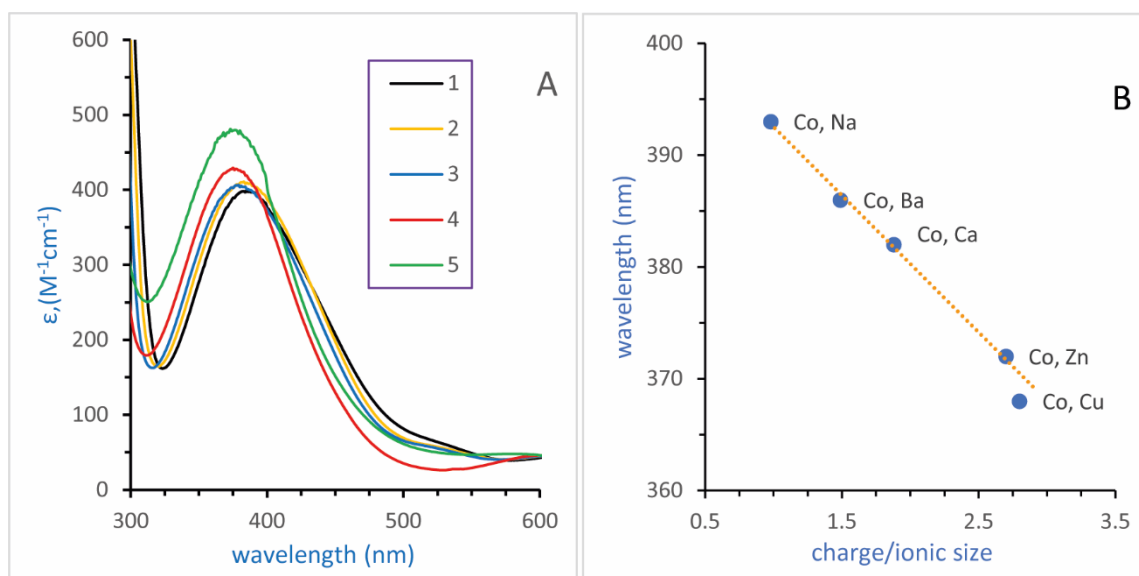 600
500
400
300
200
100
0
300
400
500
600
ε,(M⁻¹cm⁻¹)
wavelength (nm)
1
2
3
4
5
A
400
390
380
370
360
0.5
1.5
2.5
3.5
wavelength (nm)
charge/ionic size
Co, Na
Co, Ba
Co, Ca
Co, Zn
Co, Cu
B